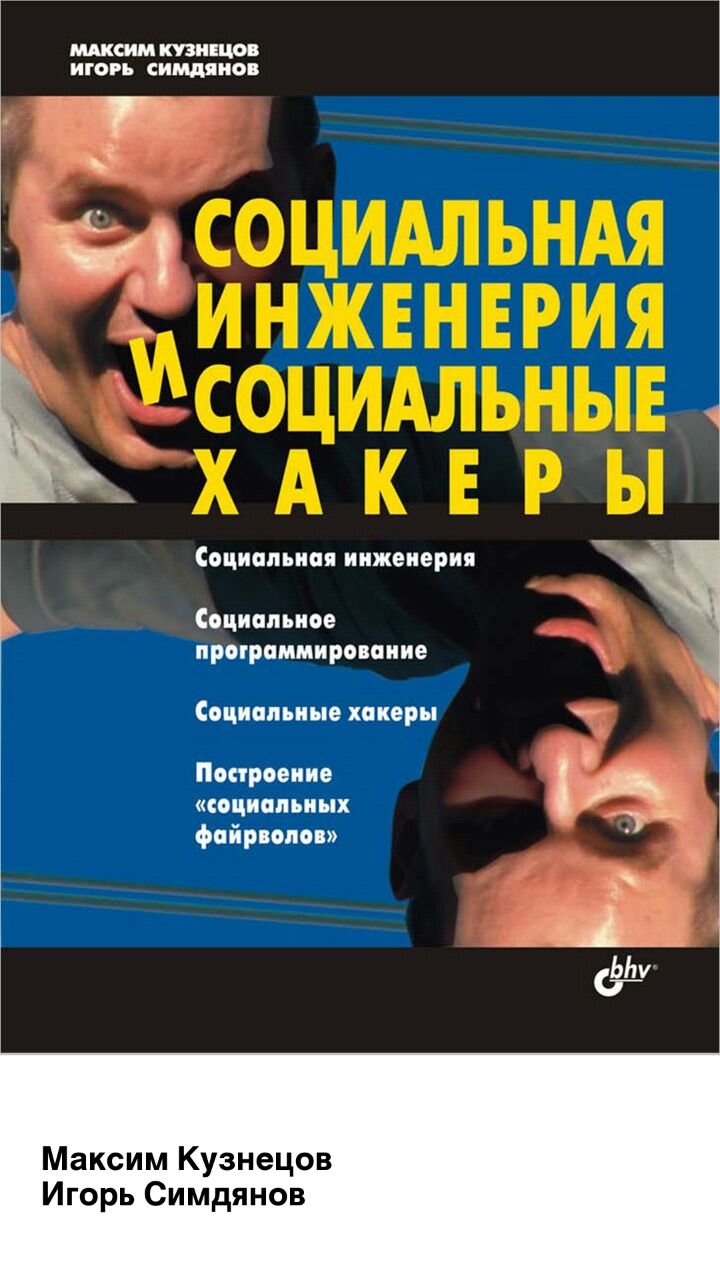 МАКСИМ КУЗНЕЦОВ
ИГОРЬ СИМДЯНОВ
СОЦИАЛЬНАЯ
ИНЖЕНЕРИЯ
И СОЦИАЛЬНЫЕ
ХАКЕРЫ
Социальная инженерия
Социальное
программирование
Социальные хакеры
Построение
«социальных
файрволов»
bhv®
Максим Кузнецов
Игорь Симдянов